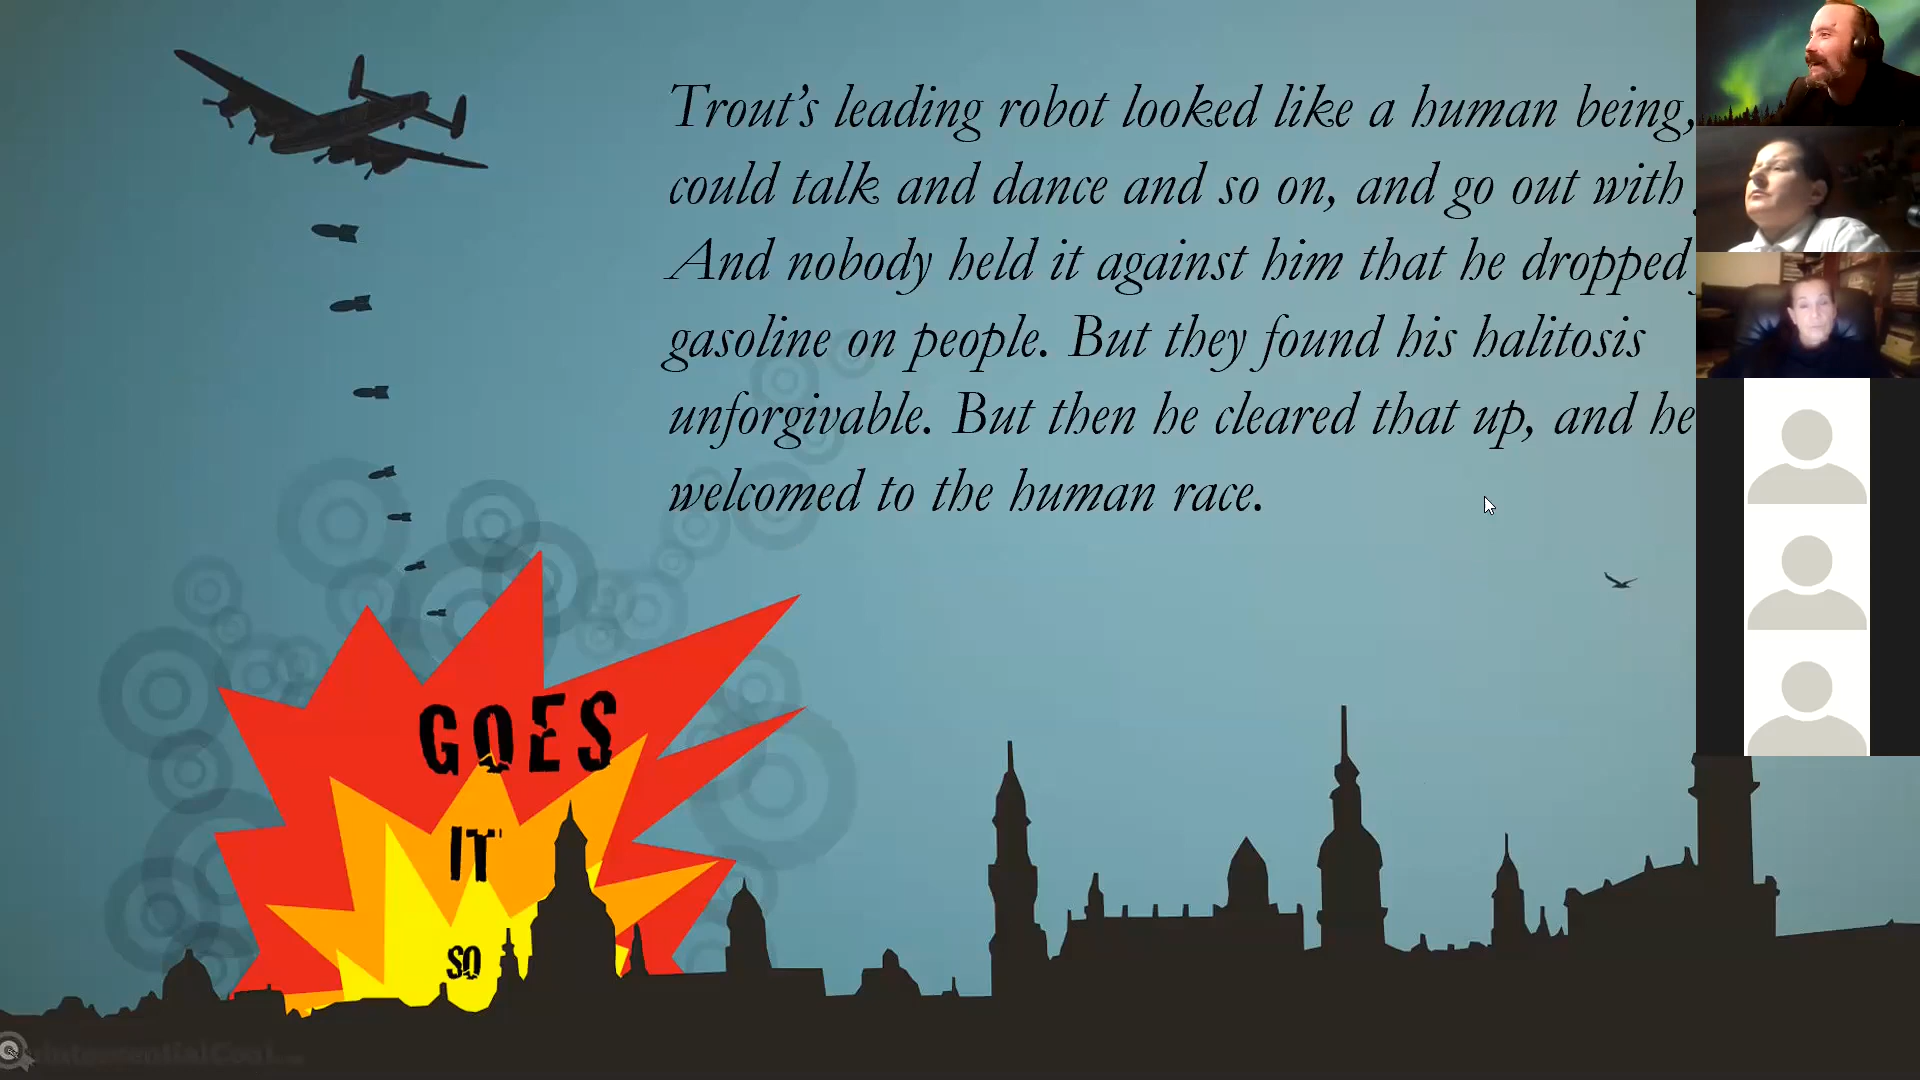 Trout's leading robot looked like a human being,
could talk and dance and so on, and go out with
And nobody held it against him that he dropped
gasoline on people. But they found his halitosis
unforgivable. But then he cleared that up, and he
welcomed to the human race.
GOES
IT
SO